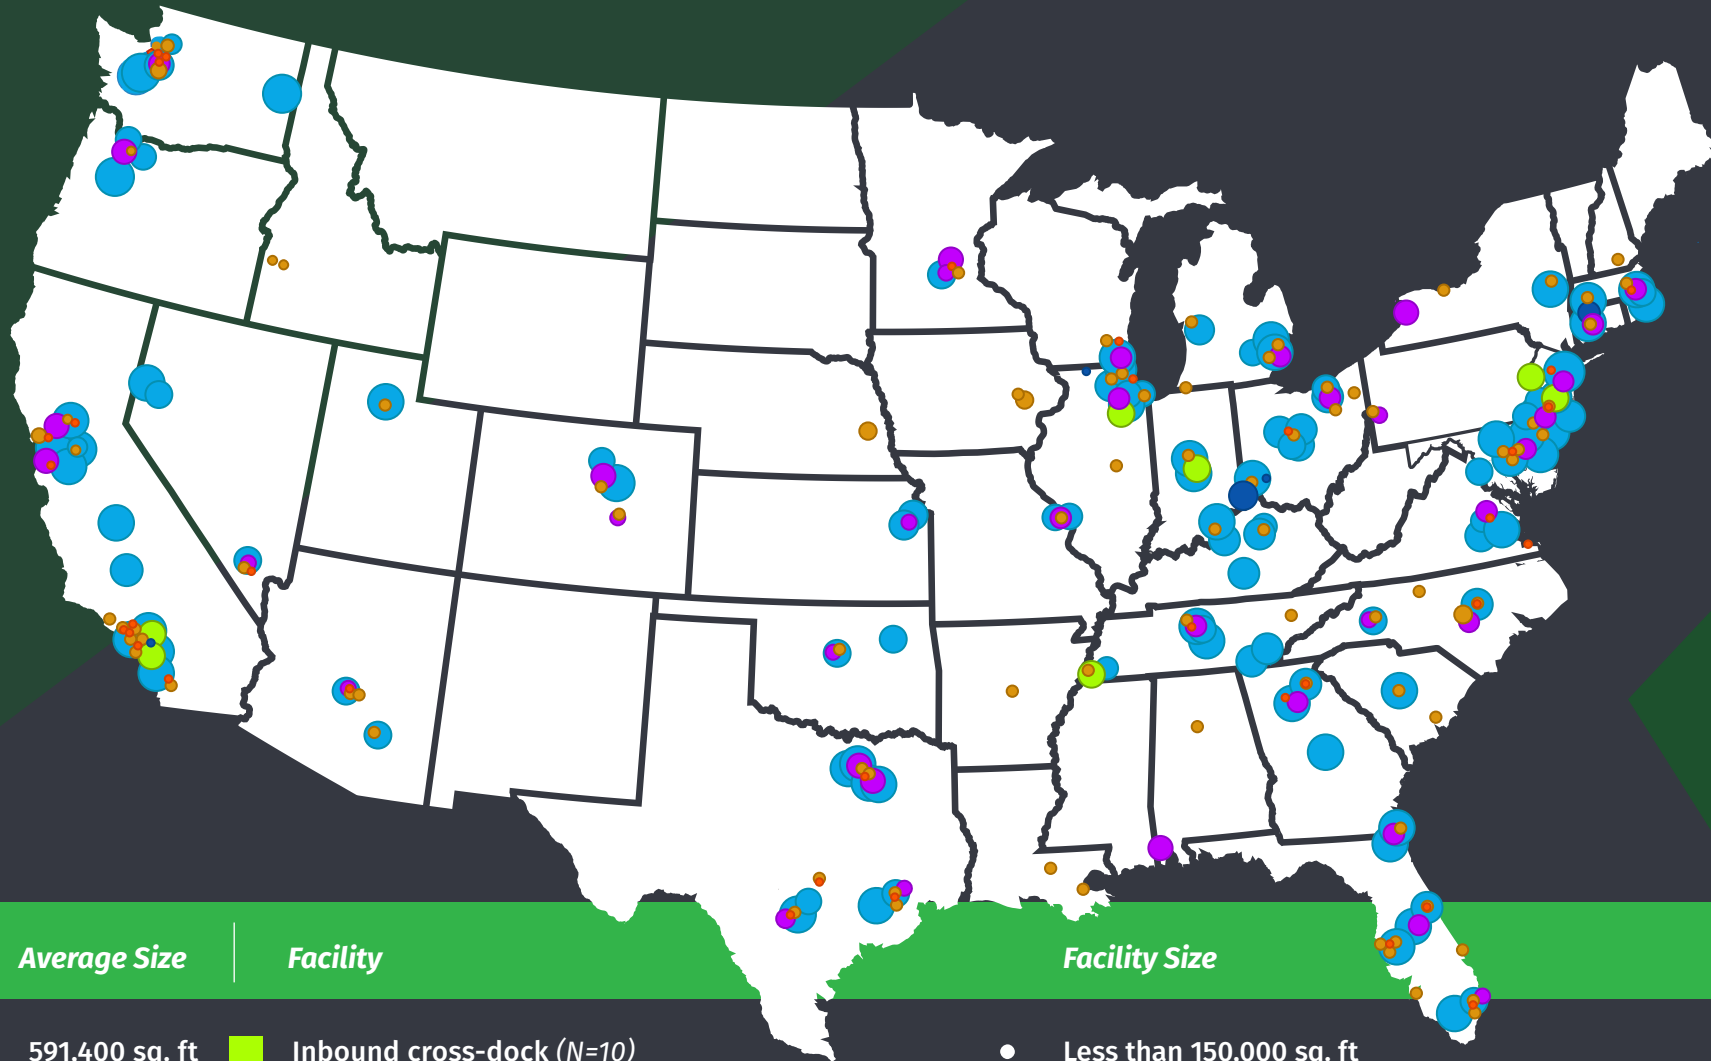 Average Size
Facility
Facility Size
591,400 sq. ft
Inbound cross-dock (N=10)
Less than 150,000 sq. ft